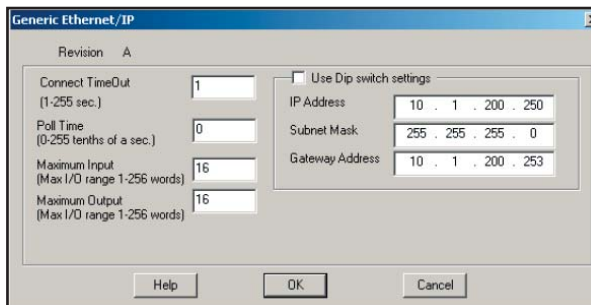 Generic Ethernet/IP
Revision A
Connect TimeOut
(1-255 sec.)
1
Poll Time
(0-255 tenths of a sec.)
0
Maximum Input
(Max I/O range 1-256 words)
16
Maximum Output
(Max I/O range 1-256 words)
16
Use Dip switch settings
IP Address
10 . 1 . 200 . 250
Subnet Mask
255 . 255 . 255 . 0
Gateway Address
10 . 1 . 200 . 253
Help
OK
Cancel